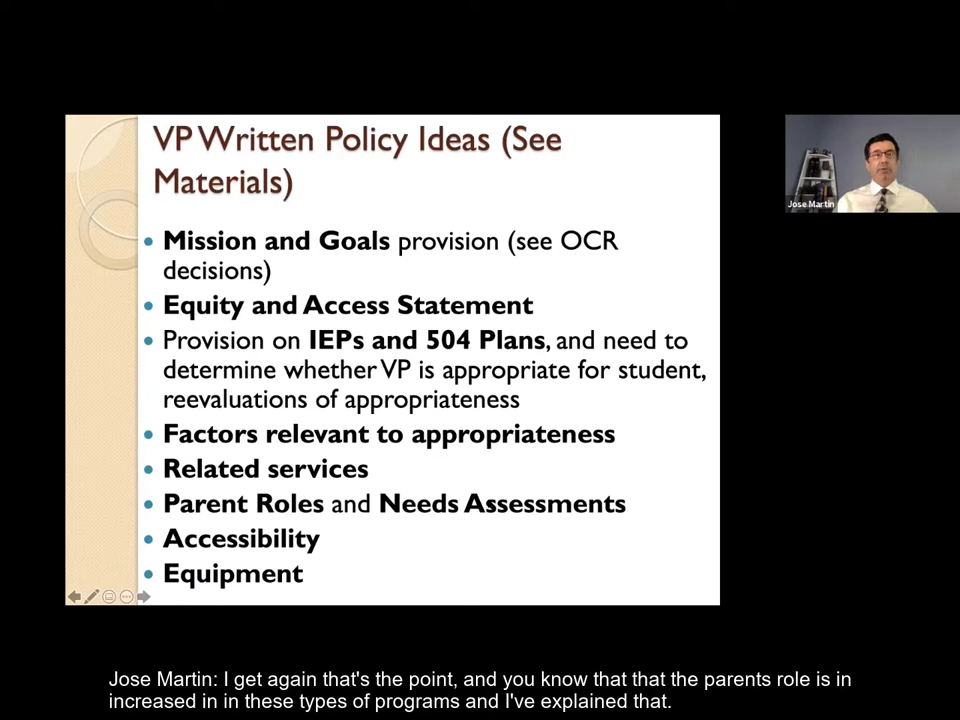 VP Written Policy Ideas (See
Materials)
• Mission and Goals provision (see OCR
decisions)
• Equity and Access Statement
• Provision on IEPs and 504 Plans, and need to
determine whether VP is appropriate for student,
reevaluations of appropriateness
• Factors relevant to appropriateness
• Related services
• Parent Roles and Needs Assessments
• Accessibility
• Equipment
Jose Martin
Jose Martin: I get again that's the point, and you know that that the parents role is in
increased in in these types of programs and I've explained that.